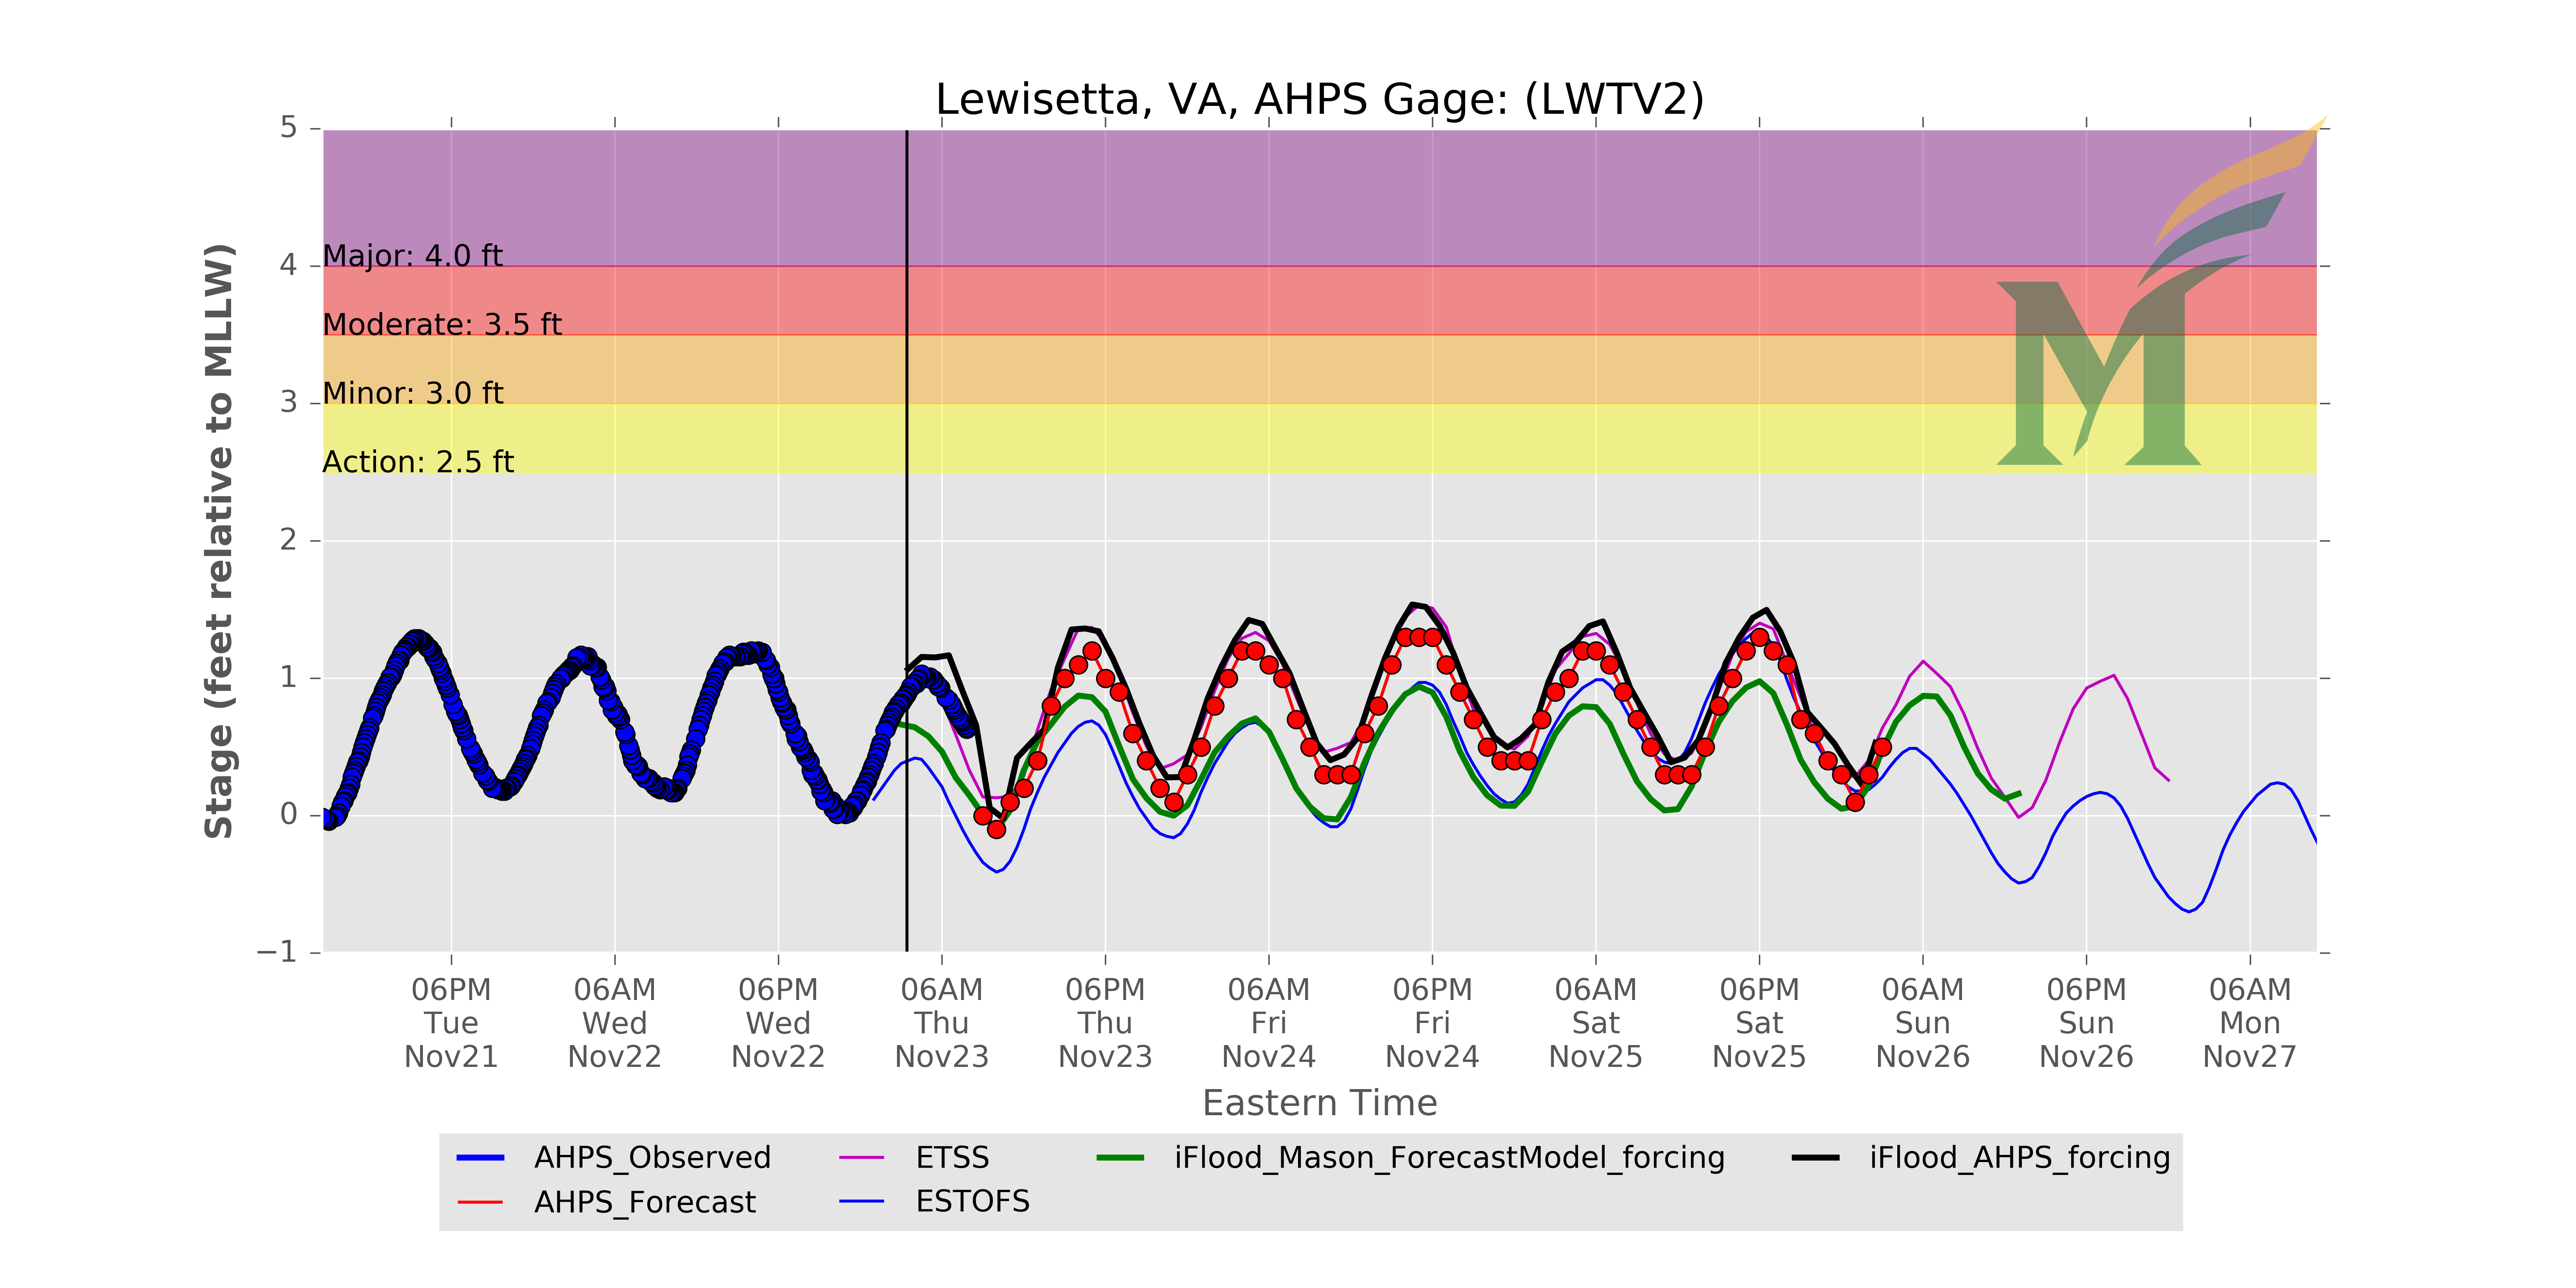 Lewisetta, VA, AHPS Gage: (LWTV2)
Stage (feet relative to MLLW)
5
4
3
2
1
0
−1
Major: 4.0 ft
Moderate: 3.5 ft
Minor: 3.0 ft
Action: 2.5 ft
M
06PM 06AM 06PM 06AM 06PM 06AM 06PM 06AM 06PM 06AM 06PM 06AM
Tue Wed Wed Thu Thu Fri Fri Sat Sat Sun Sun Mon
Nov21 Nov22 Nov22 Nov23 Nov23 Nov24 Nov24 Nov25 Nov25 Nov26 Nov26 Nov27
Eastern Time
AHPS_Observed ETSS iFlood_Mason_ForecastModel_forcing iFlood_AHPS_forcing
AHPS_Forecast ESTOFS